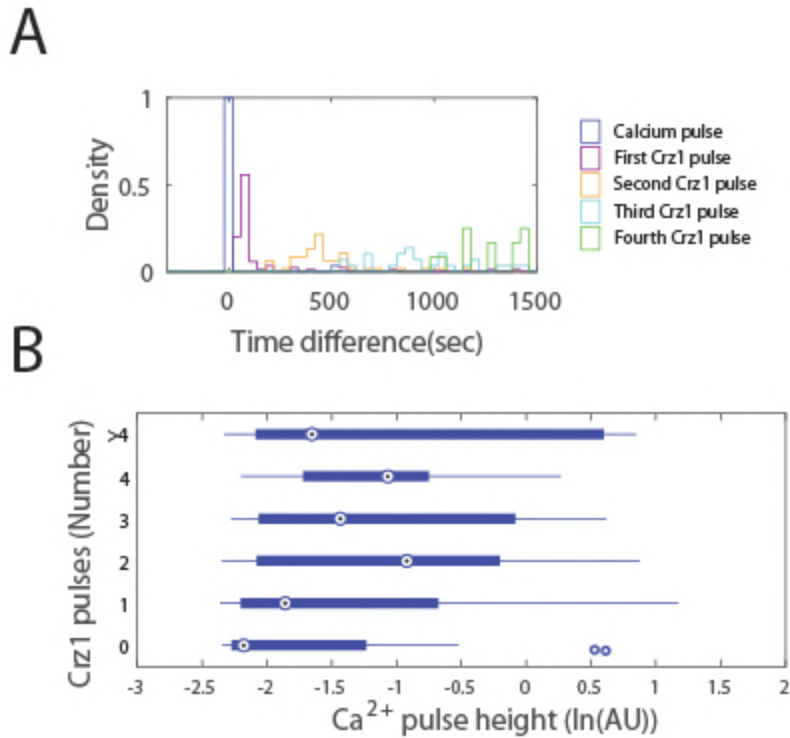 A
1
0.5
0
Density
0
500
1000
1500
Time difference(sec)
Calcium pulse
First Crz1 pulse
Second Crz1 pulse
Third Crz1 pulse
Fourth Crz1 pulse
B
Crz1 pulses (Number)
>4
4
3
2
1
0
-3
-2.5
-2
-1.5
-1
-0.5
0
0.5
1
1.5
2
Ca2+ pulse height (ln(AU))